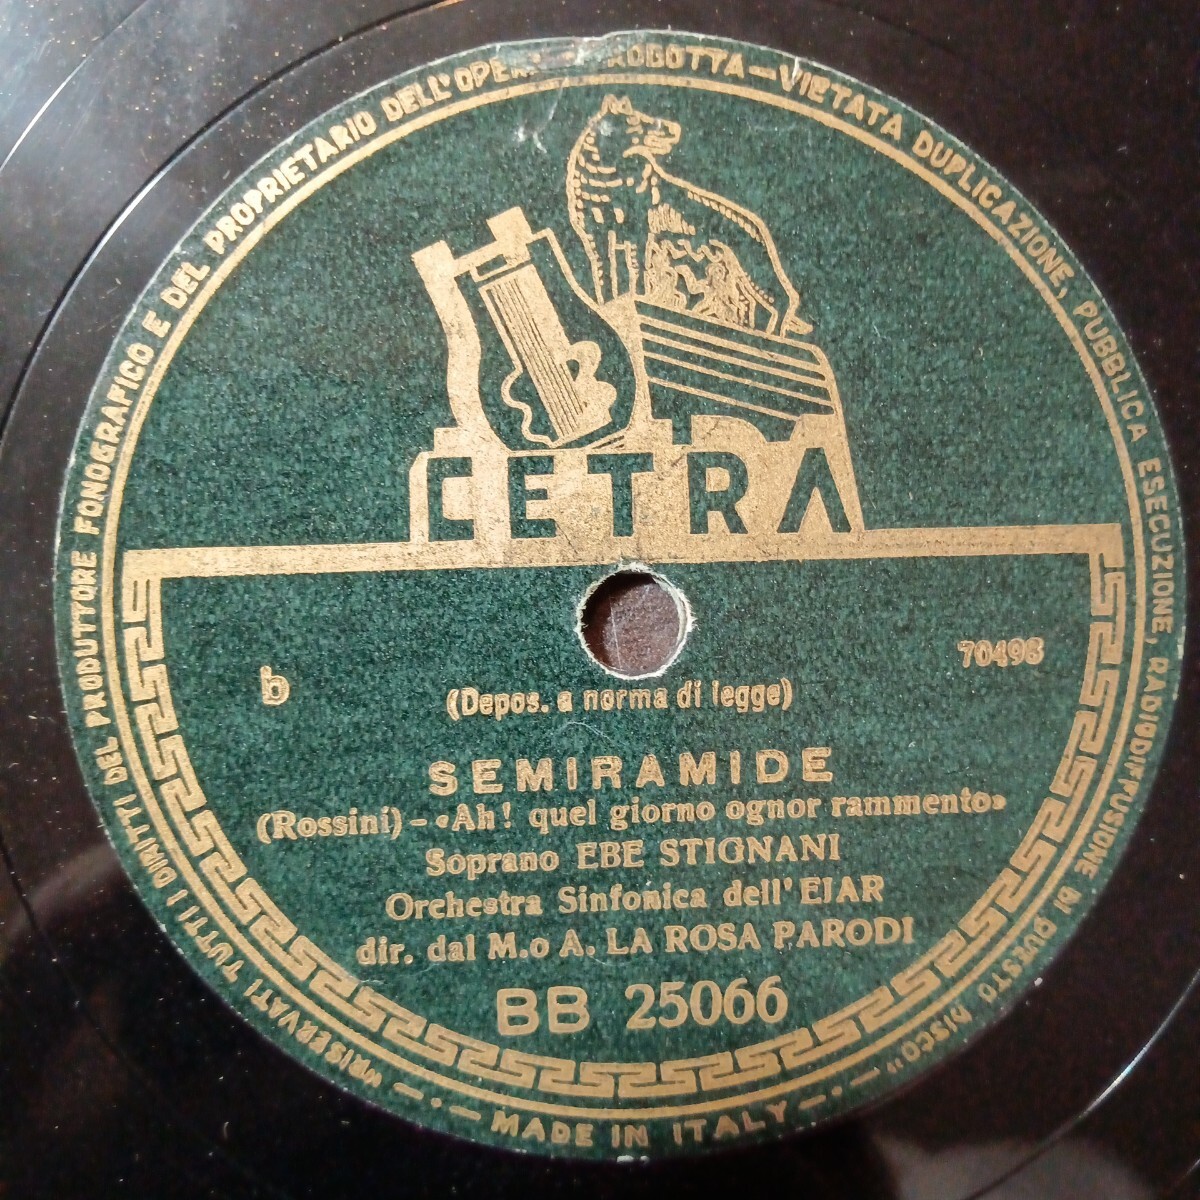 "RISERVATI TUTTI I DIRITTI DEL PRODUTTORE FONOGRAFICO E DEL PROPRIETARIO DELL'OPERA RIPRODOTTA — VIETATA DUPLICAZIONE, PUBBLICA ESECUZIONE, RADIODIFFUSIONE DI QUESTO DISCO"
CETRA
b
70498
(Depos. a norma di legge)
SEMIRAMIDE
(Rossini) - «Ah! quel giorno ognor rammento»
Soprano EBE STIGNANI
Orchestra Sinfonica dell' EJAR
dir. dal M.o A. LA ROSA PARODI
BB 25066
— · — MADE IN ITALY — · —